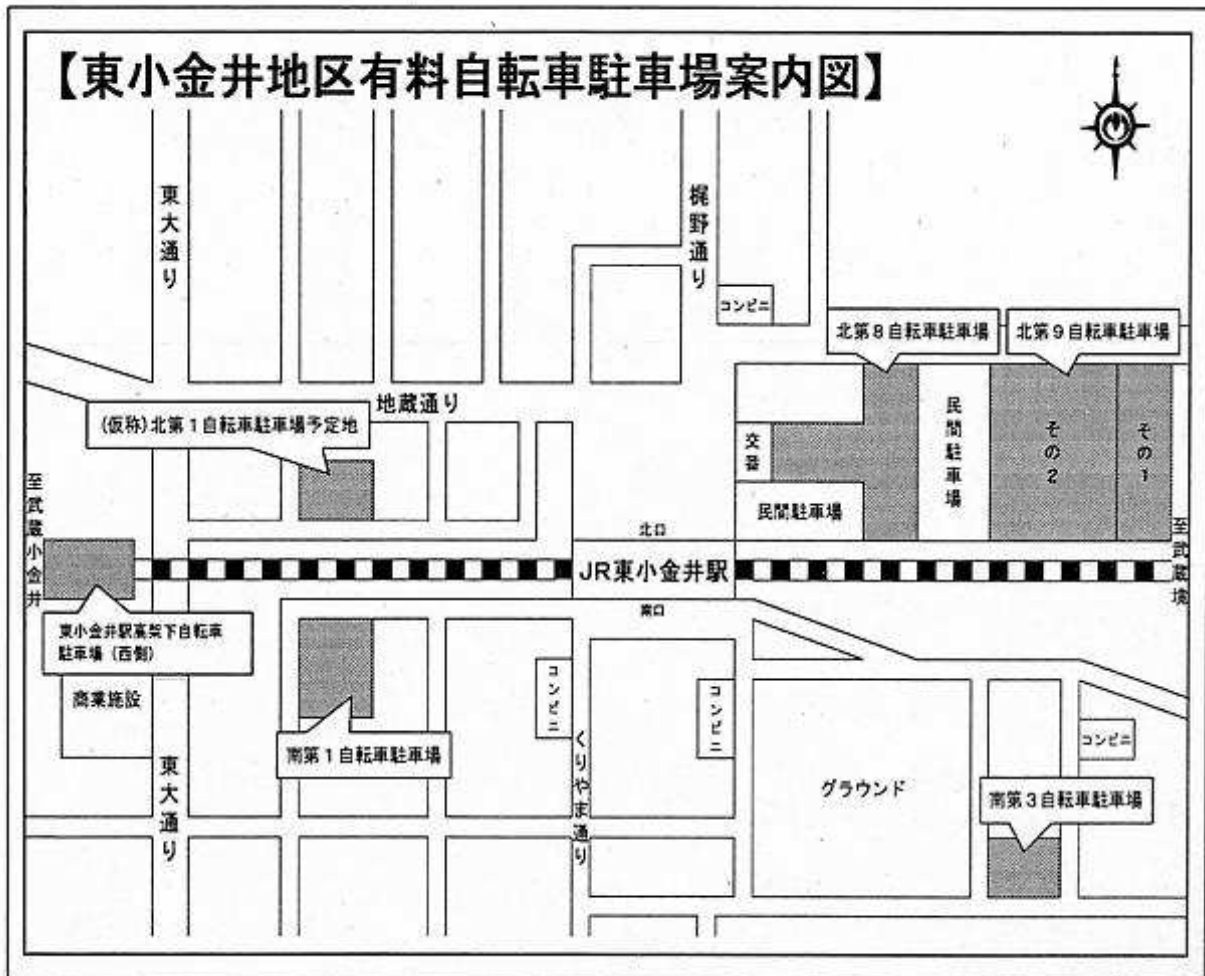 【東小金井地区有料自転車駐車場案内図】
東大通り
梶野通り
コンビニ
北第8自転車駐車場
北第9自転車駐車場
地蔵通り
(仮称)北第1自転車駐車場予定地
交番
民間駐車場
その2
その1
民間駐車場
至武蔵小金井
北口
至武蔵境
JR東小金井駅
南口
東小金井駅高架下自転車
駐車場(西側)
商業施設
コンビニ
コンビニ
コンビニ
南第1自転車駐車場
東大通り
くりやま通り
グラウンド
南第3自転車駐車場